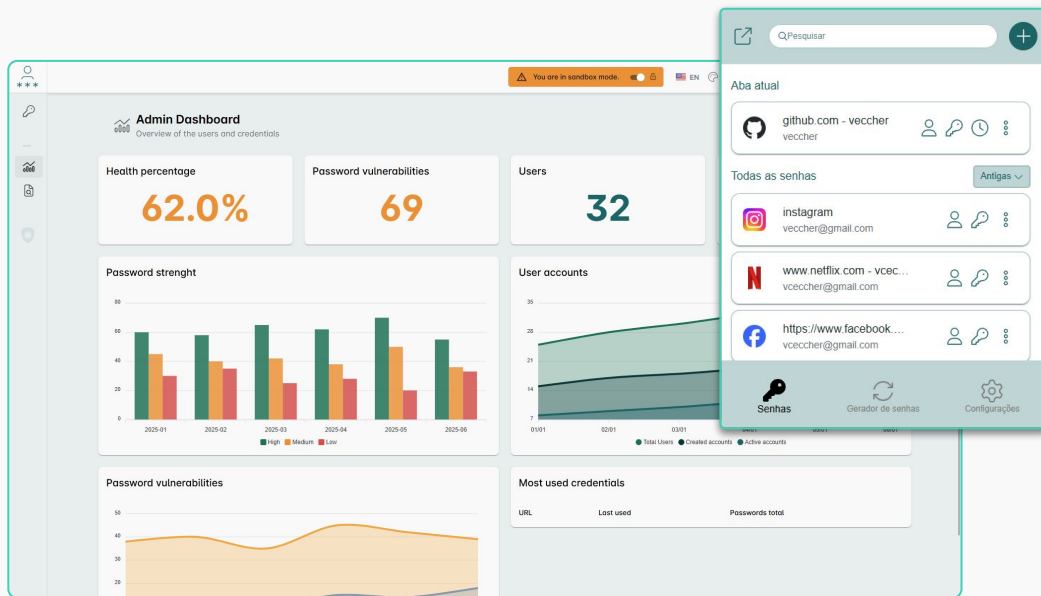 ***
You are in sandbox mode.
EN
Admin Dashboard
Overview of the users and credentials
Health percentage
62.0%
Password vulnerabilities
69
Users
32
Password strenght
80
60
40
20
0
2025-01 2025-02 2025-03 2025-04 2025-05 2025-06
High Medium Low
User accounts
35
28
21
14
7
01/01 02/01 03/01
Total Users Created accounts Active accounts
Password vulnerabilities
50
40
30
20
Most used credentials
URL Last used Passwords total
Pesquisar
Aba atual
github.com - veccher
veccher
Todas as senhas
Antigas
instagram
veccher@gmail.com
www.netflix.com - vcec...
vceccher@gmail.com
https://www.facebook....
vceccher@gmail.com
Senhas
Gerador de senhas
Configurações